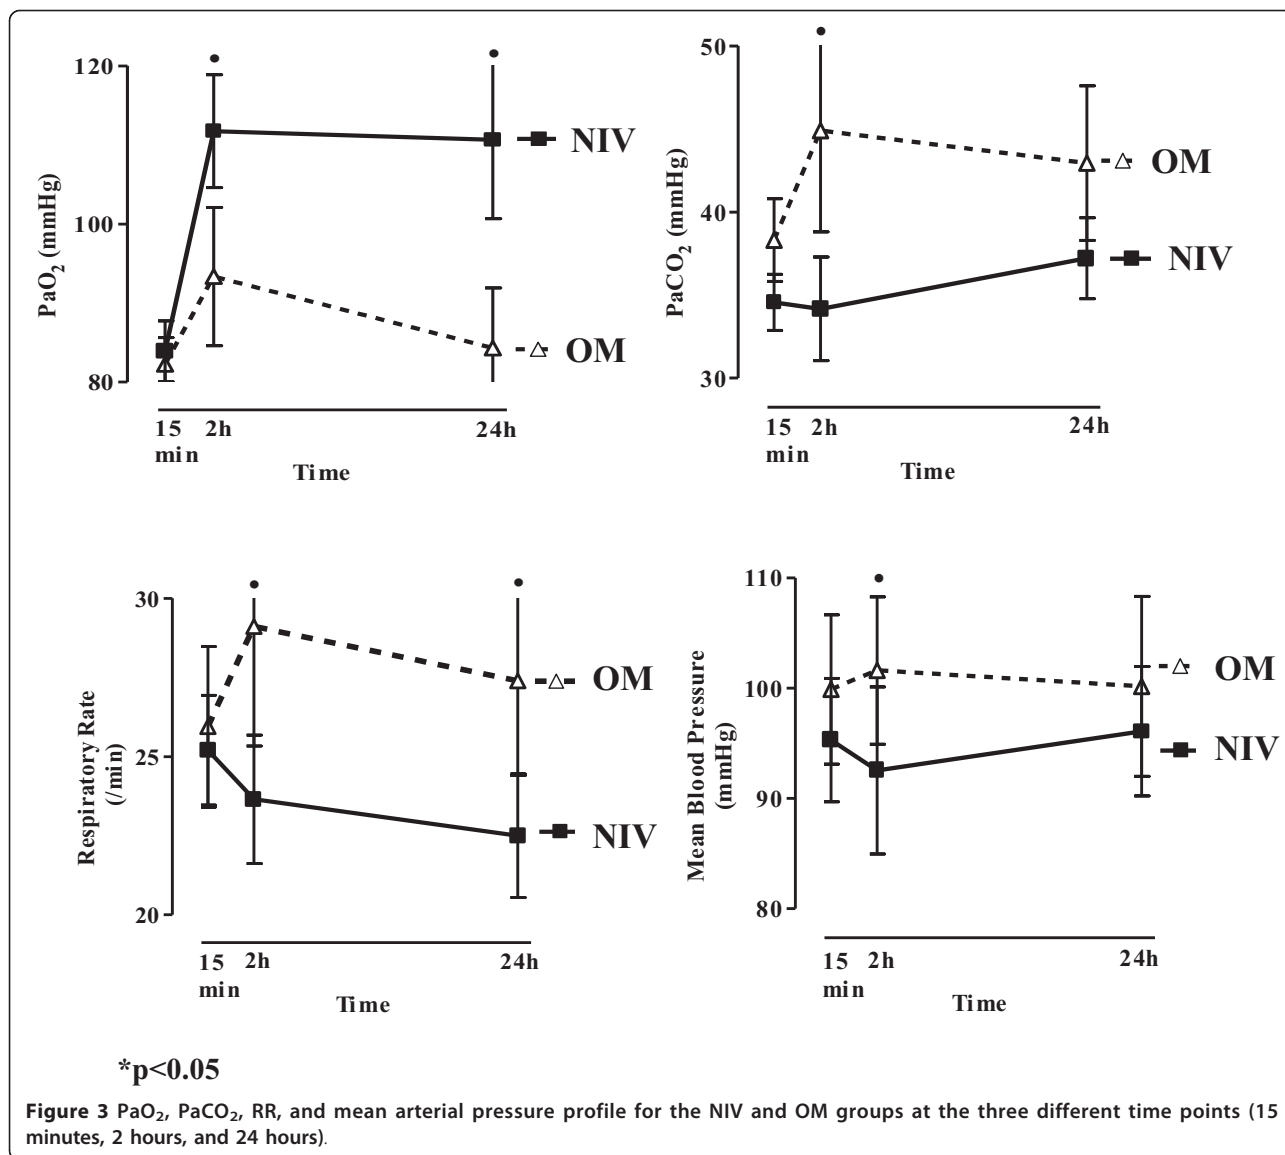 120
100
80
PaO₂ (mmHg)
NIV
OM
15 min
2h
24h
Time
50
40
30
PaCO₂ (mmHg)
OM
NIV
15 min
2h
24h
Time
30
25
20
Respiratory Rate
(/min)
OM
NIV
15 min
2h
24h
Time
110
100
90
80
Mean Blood Pressure
(mmHg)
OM
NIV
15 min
2h
24h
Time
*p<0.05
Figure 3 PaO₂, PaCO₂, RR, and mean arterial pressure profile for the NIV and OM groups at the three different time points (15
minutes, 2 hours, and 24 hours).